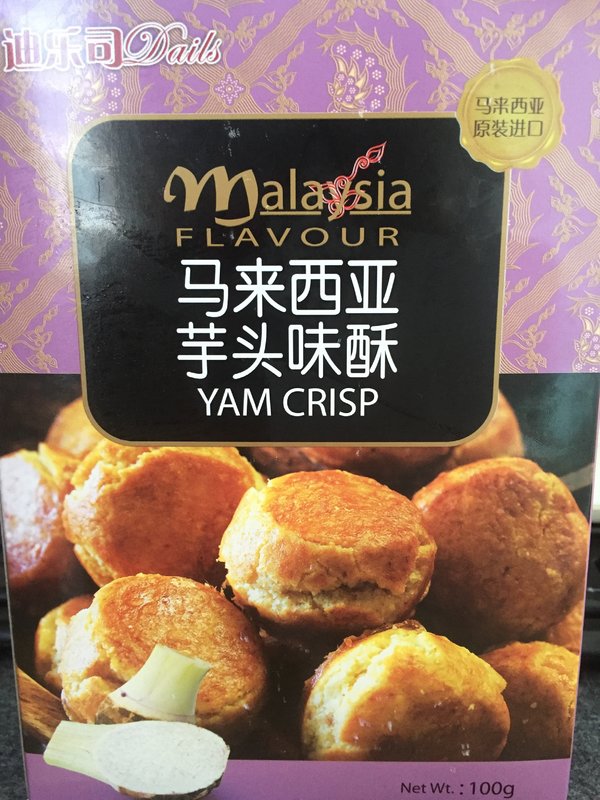 迪乐司Dails
马来西亚
原装进口
Malaysia
FLAVOUR
马来西亚
芋头味酥
YAM CRISP
Net Wt. : 100g